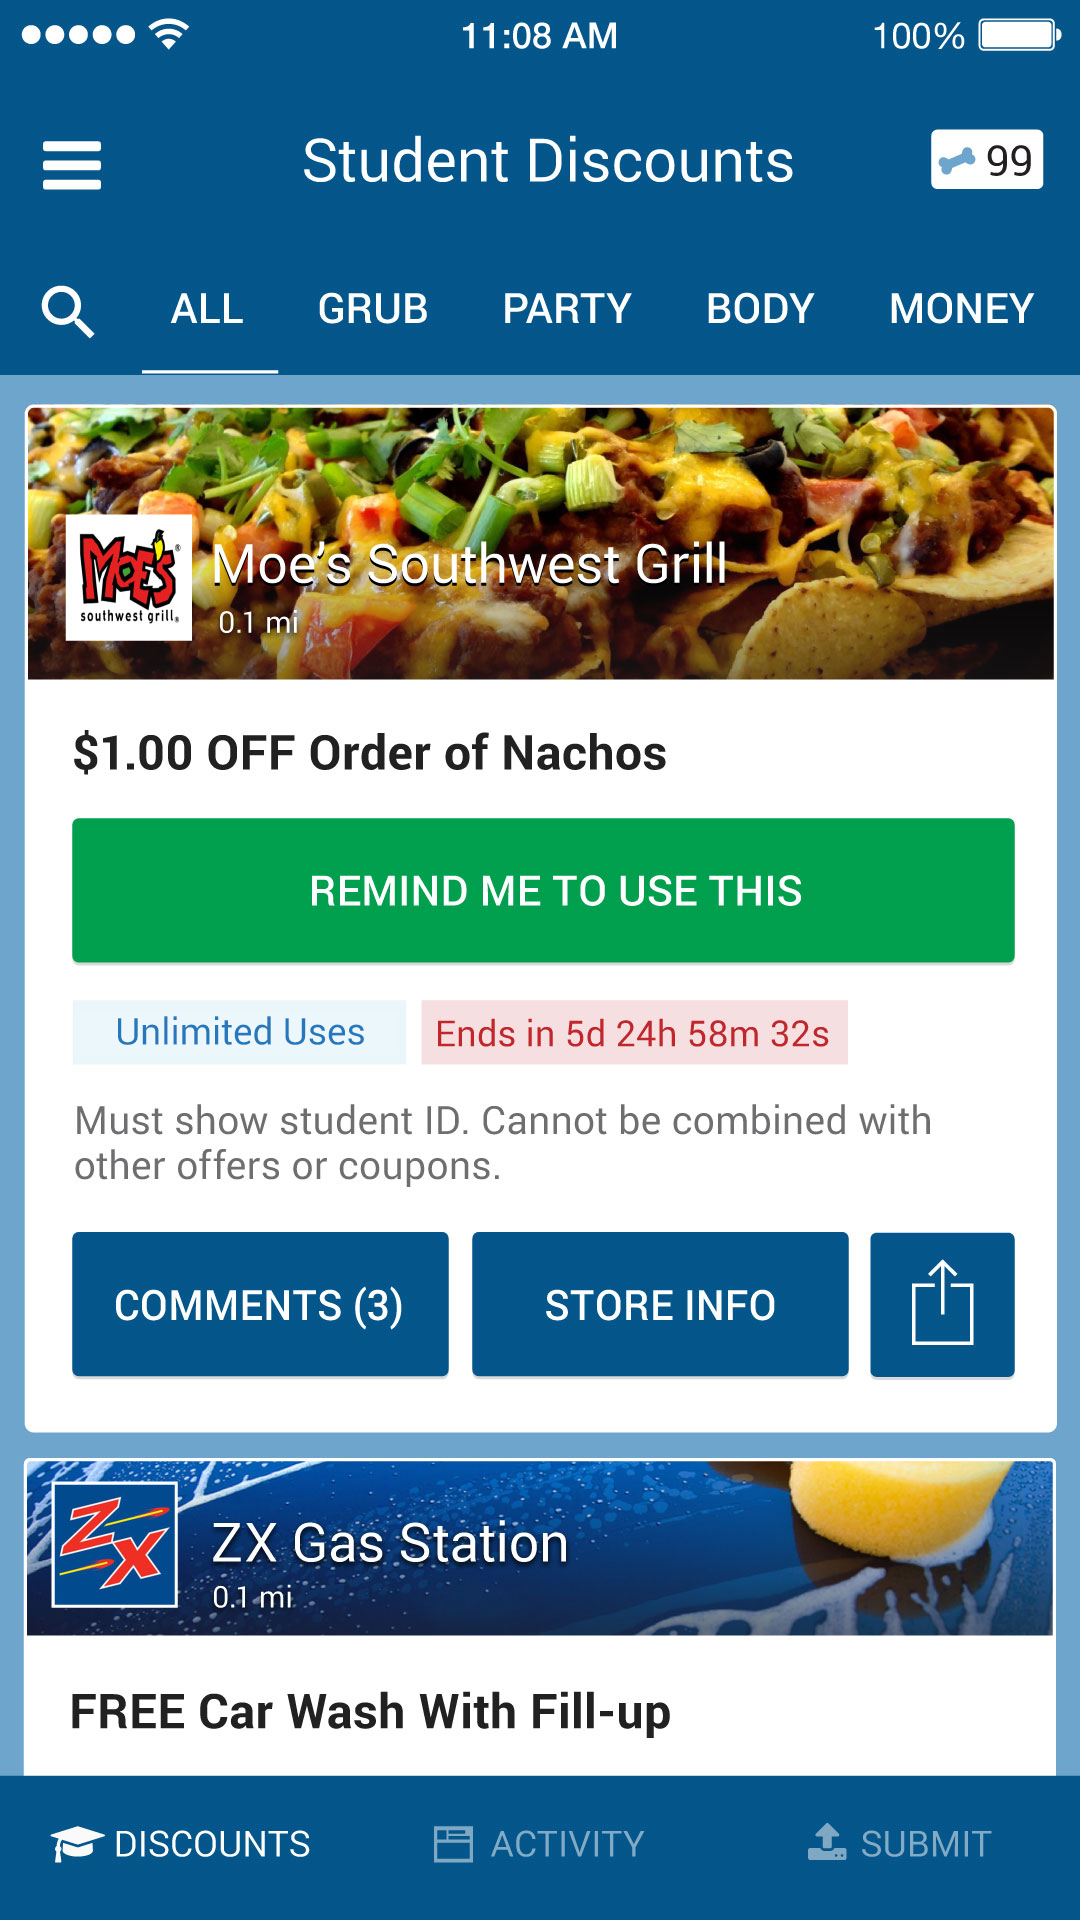 11:08 AM
100%
Student Discounts
99
ALL GRUB PARTY BODY MONEY
MOE'S
southwest grill®
Moe's Southwest Grill
0.1 mi
$1.00 OFF Order of Nachos
REMIND ME TO USE THIS
Unlimited Uses
Ends in 5d 24h 58m 32s
Must show student ID. Cannot be combined with
other offers or coupons.
COMMENTS (3)
STORE INFO
ZX
ZX Gas Station
0.1 mi
FREE Car Wash With Fill-up
DISCOUNTS
ACTIVITY
SUBMIT